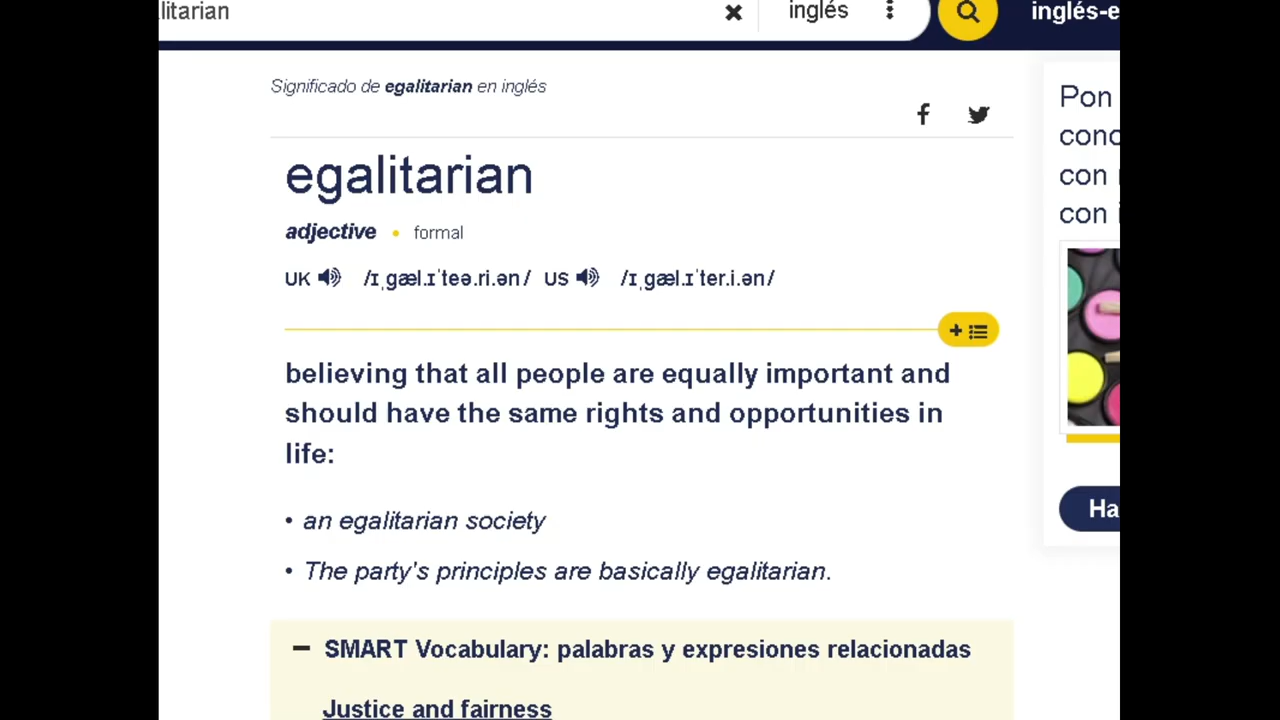 litarian
inglés
inglés-e
Significado de egalitarian en inglés
egalitarian
adjective • formal
UK /ɪˌɡæl.ɪˈteə.ri.ən/ US /ɪˌɡæl.ɪˈter.i.ən/
believing that all people are equally important and
should have the same rights and opportunities in
life:
• an egalitarian society
• The party's principles are basically egalitarian.
SMART Vocabulary: palabras y expresiones relacionadas
Justice and fairness
Pon
con
con
Ha